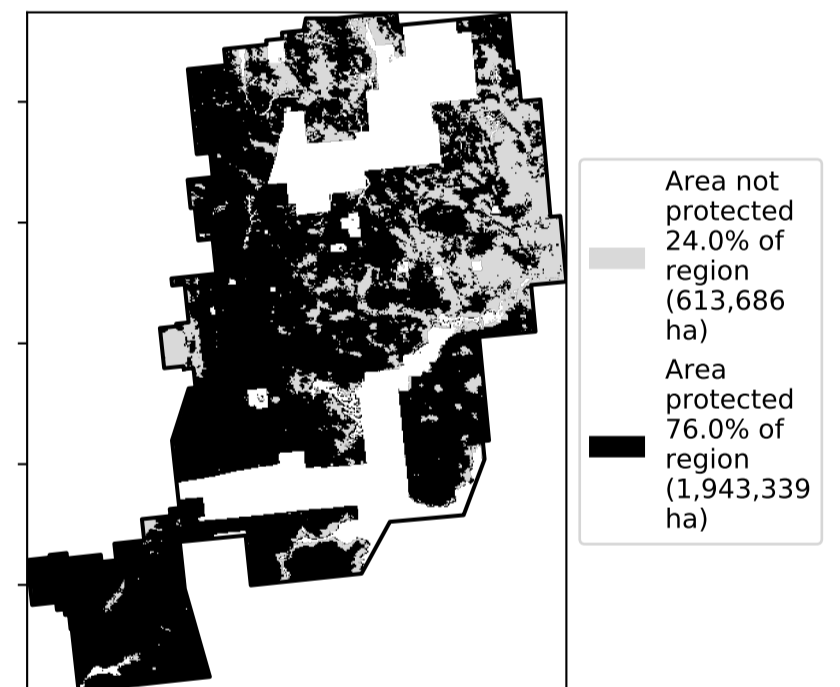 Area not
protected
24.0% of
region
(613,686
ha)
Area
protected
76.0% of
region
(1,943,339
ha)